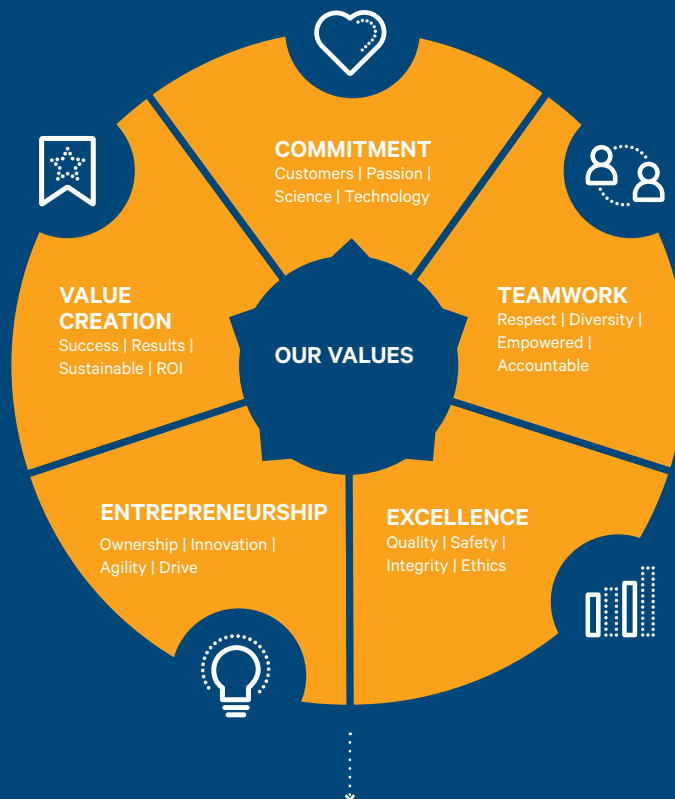 COMMITMENT
Customers | Passion |
Science | Technology
VALUE
CREATION
Success | Results |
Sustainable | ROI
TEAMWORK
Respect | Diversity |
Empowered |
Accountable
OUR VALUES
ENTREPRENEURSHIP
Ownership | Innovation |
Agility | Drive
EXCELLENCE
Quality | Safety |
Integrity | Ethics